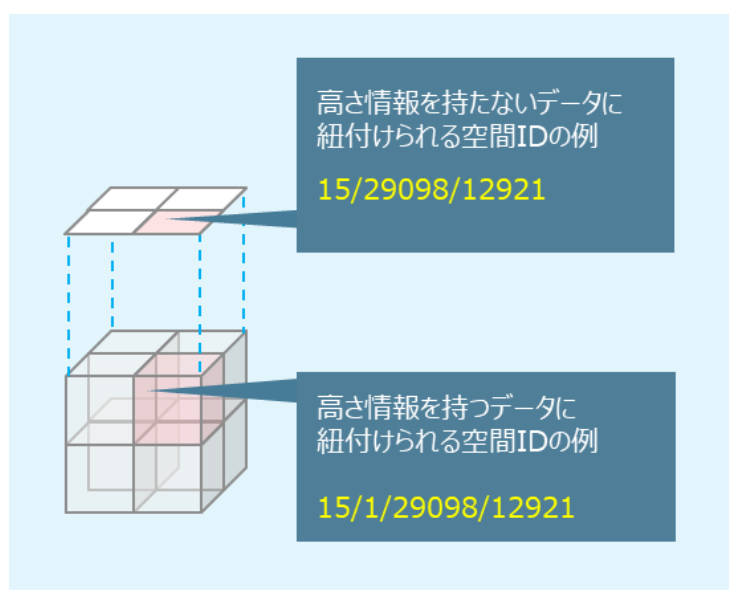 高さ情報を持たないデータに
紐付けられる空間IDの例
15/29098/12921
高さ情報を持つデータに
紐付けられる空間IDの例
15/1/29098/12921